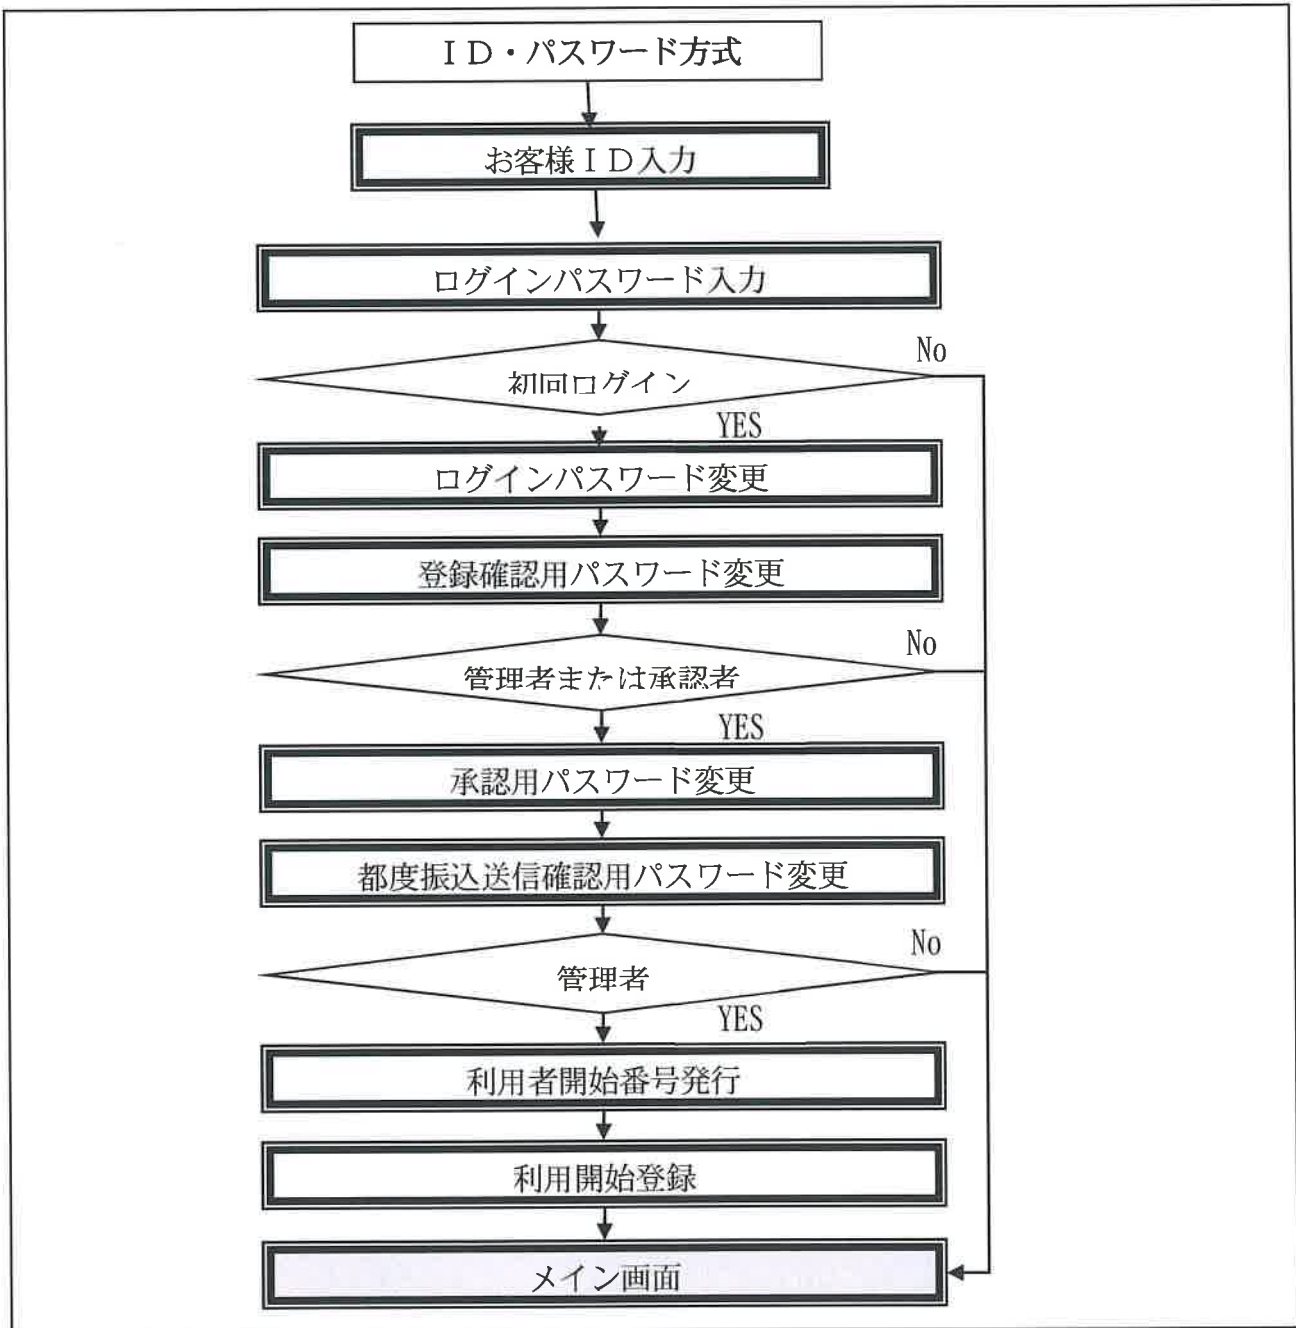 ＩＤ・パスワード方式
お客様ＩＤ入力
ログインパスワード入力
No
初回ログイン
YES
ログインパスワード変更
登録確認用パスワード変更
No
管理者または承認者
YES
承認用パスワード変更
都度振込送信確認用パスワード変更
No
管理者
YES
利用者開始番号発行
利用開始登録
メイン画面